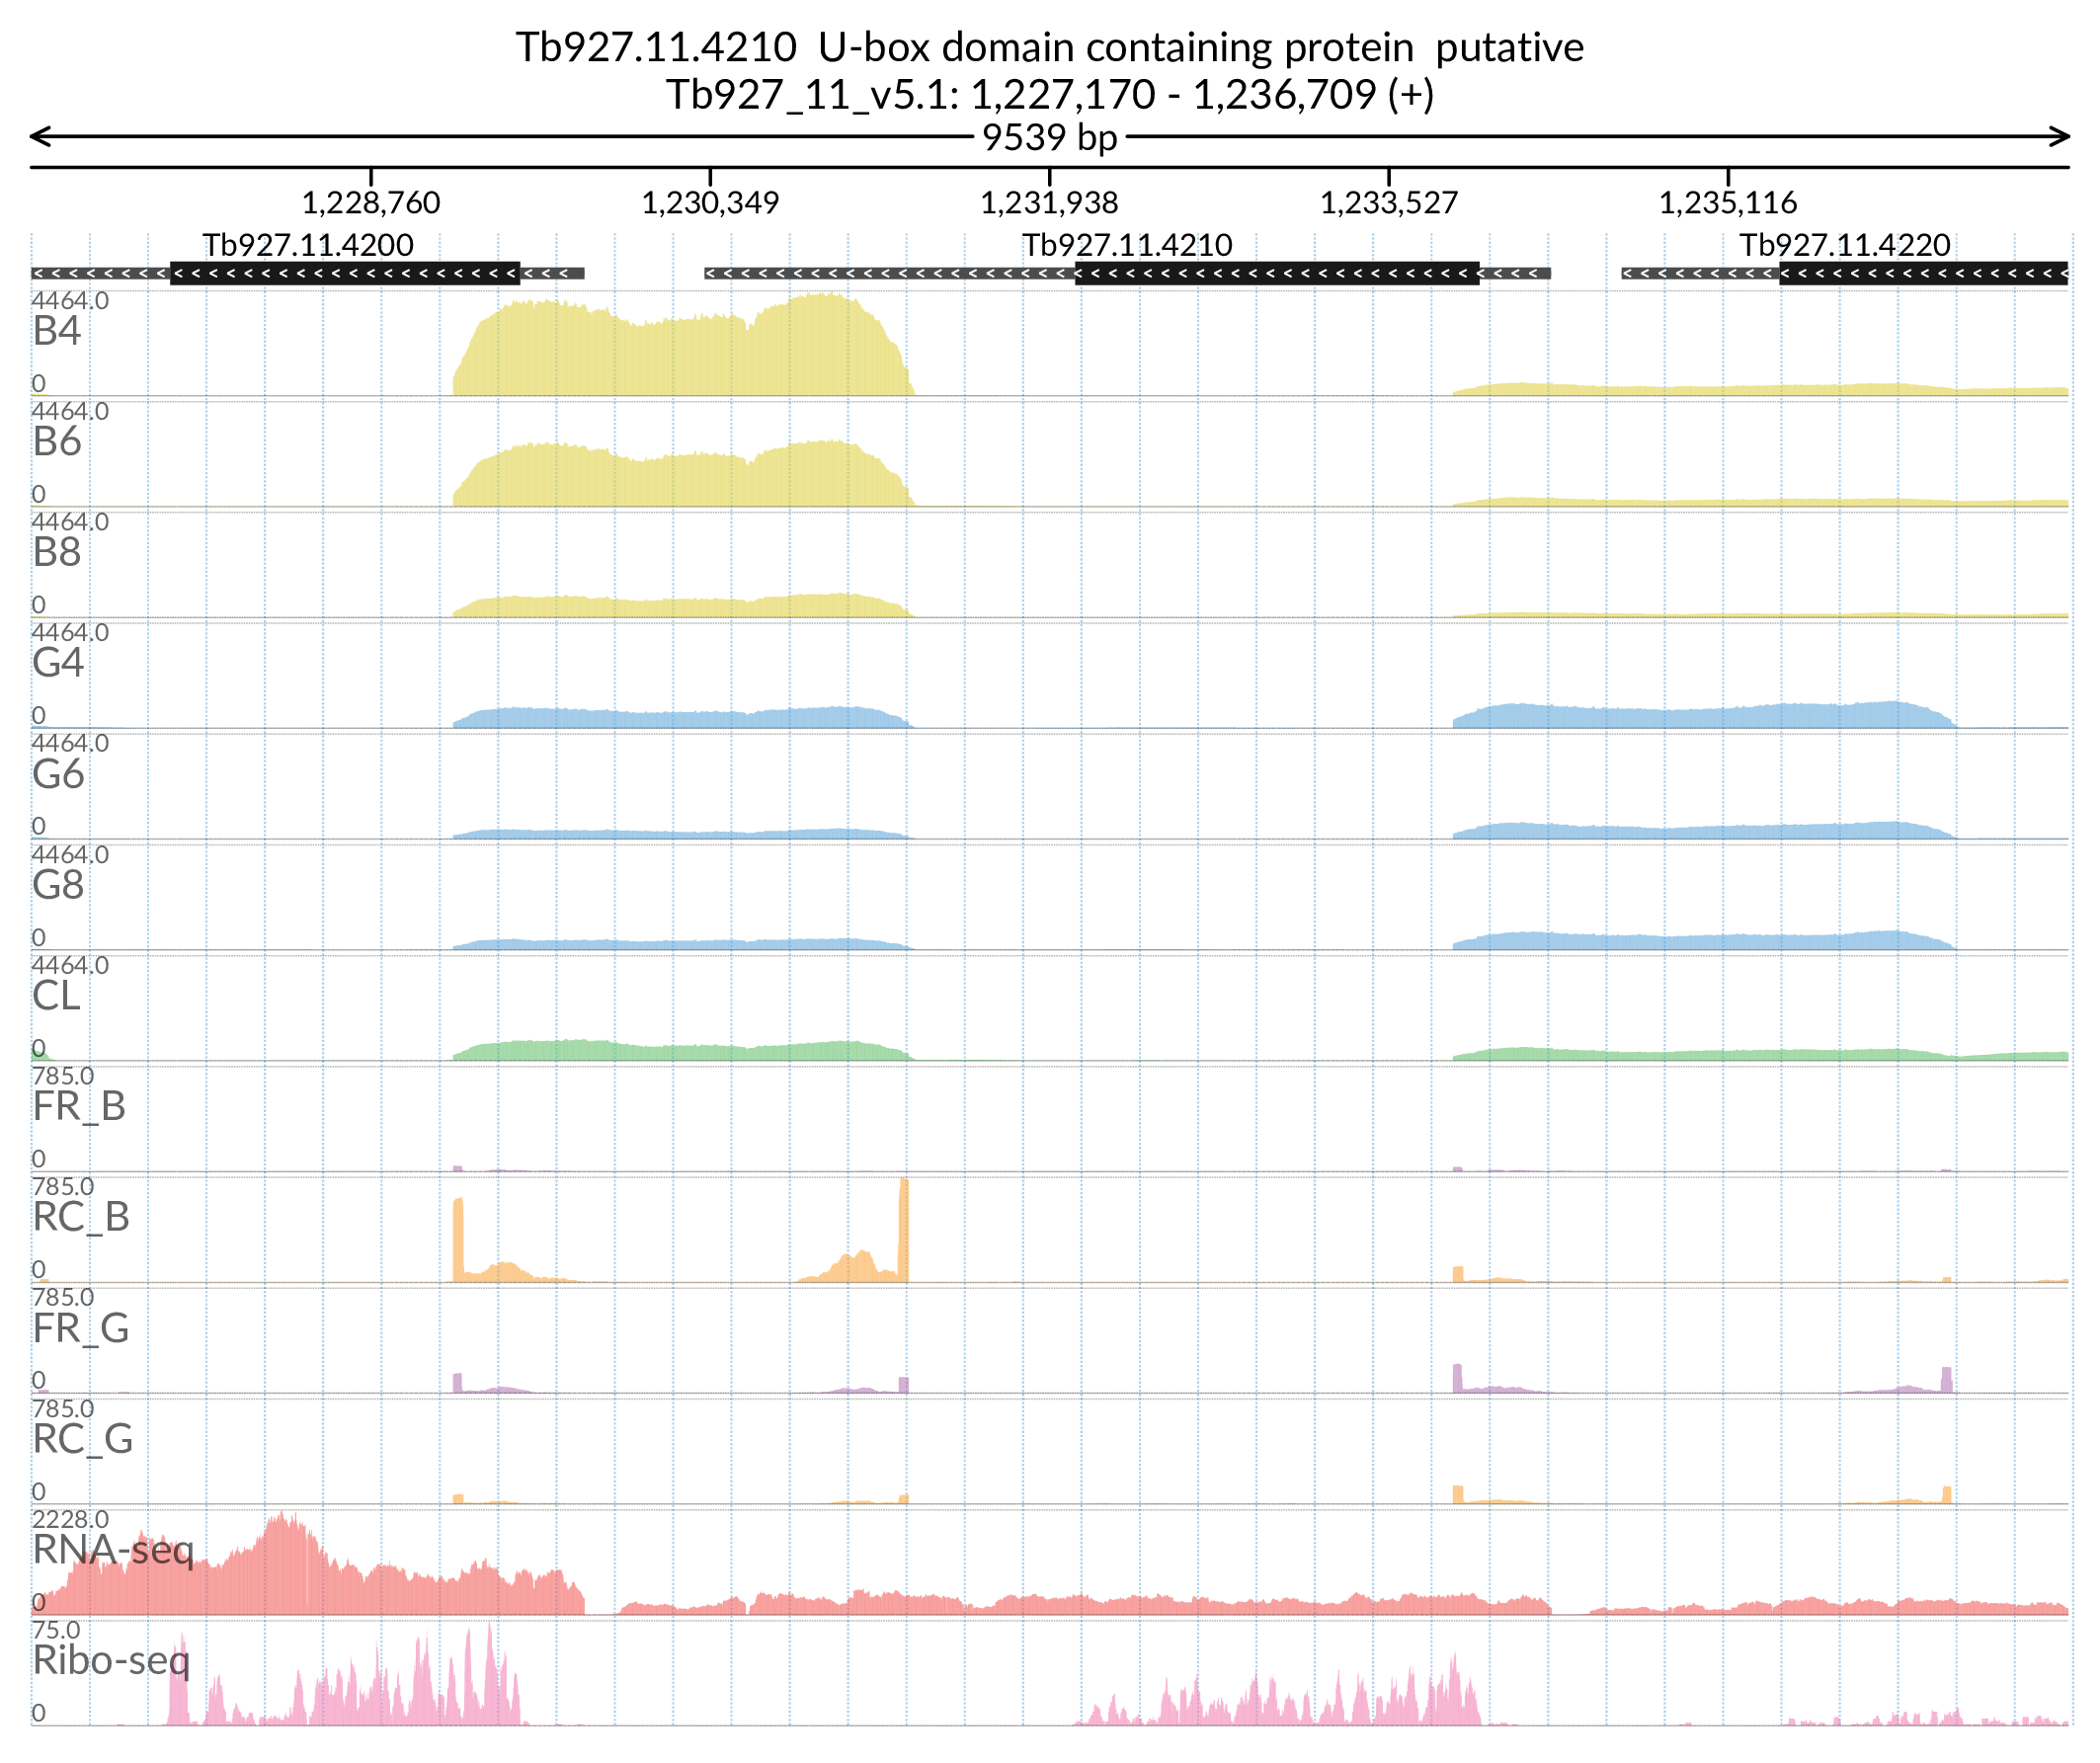 Tb927.11.4210  U-box domain containing protein  putative
Tb927_11_v5.1: 1,227,170 - 1,236,709 (+)
9539 bp
1,228,760 1,230,349 1,231,938 1,233,527 1,235,116
Tb927.11.4200 Tb927.11.4210 Tb927.11.4220
4464.0
B4
0
4464.0
B6
0
4464.0
B8
0
4464.0
G4
0
4464.0
G6
0
4464.0
G8
0
4464.0
CL
0
785.0
FR_B
0
785.0
RC_B
0
785.0
FR_G
0
785.0
RC_G
0
2228.0
RNA-seq
0
75.0
Ribo-seq
0